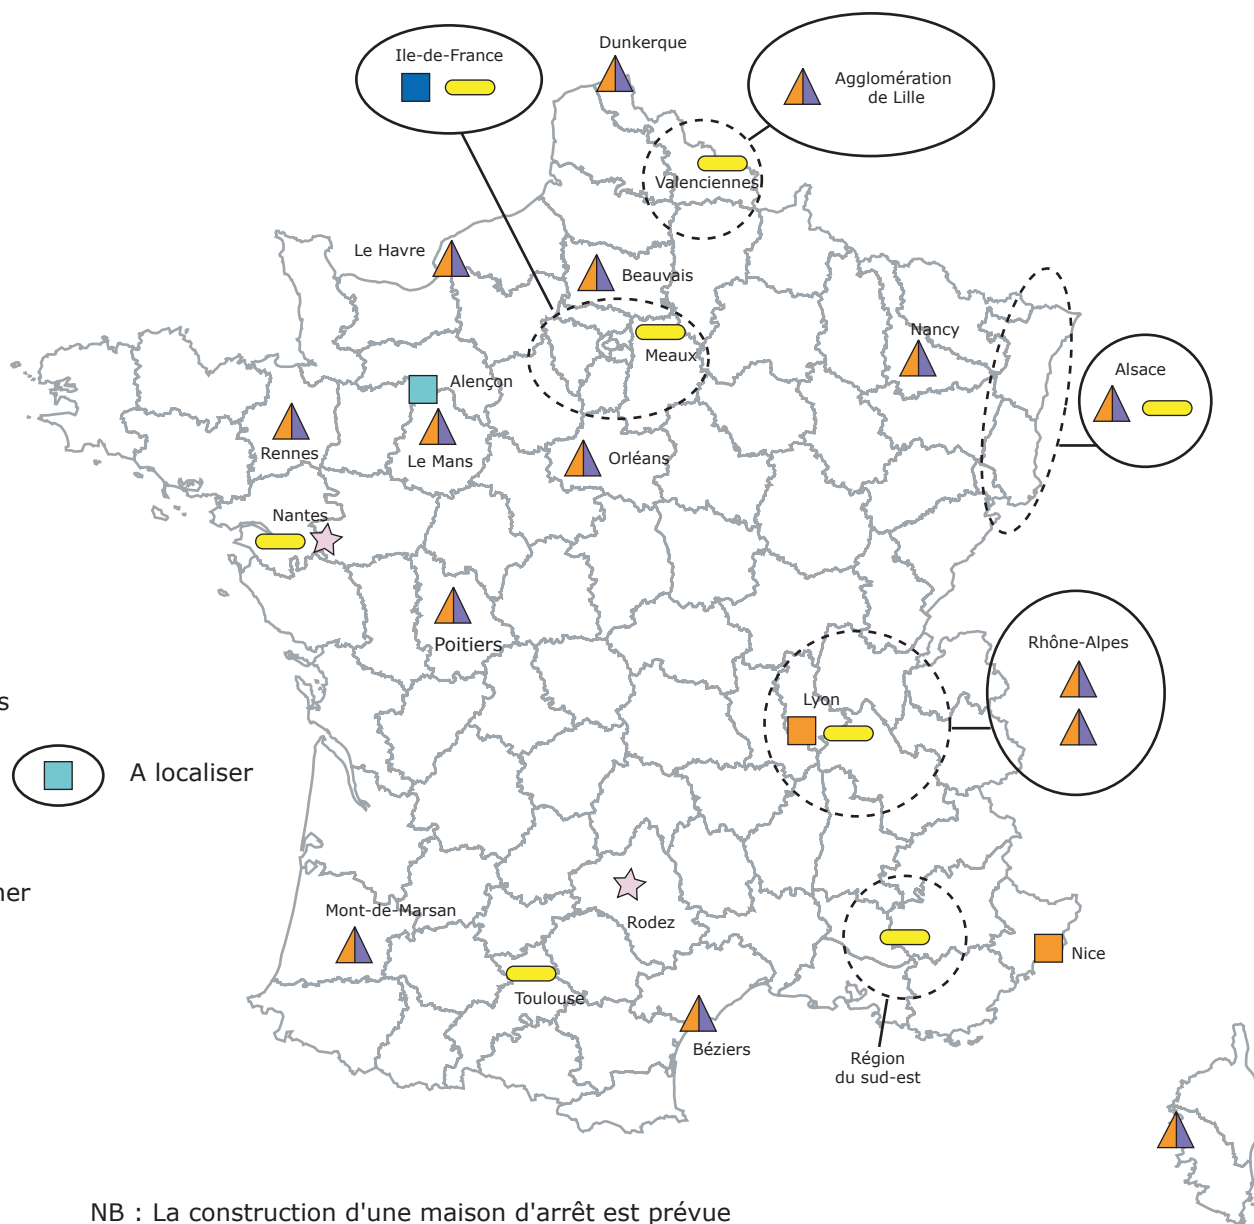 Dunkerque
Ile-de-France
Agglomération
de Lille
Valenciennes
Le Havre
Beauvais
Nancy
Meaux
Alsace
Alençon
Rennes
Le Mans
Orléans
Nantes
Poitiers
Rhône-Alpes
s
Lyon
A localiser
ner
Mont-de-Marsan
Rodez
Nice
Toulouse
Béziers
Région
du sud-est
NB : La construction d'une maison d'arrêt est prévue